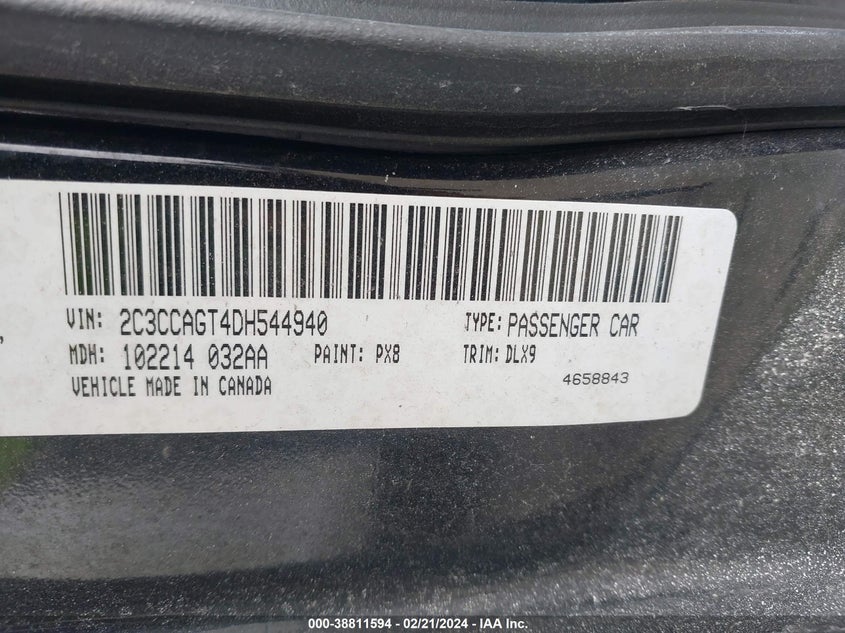 VIN: 2C3CCAGT4DH544940 TYPE: PASSENGER CAR
MDH: 102214 032AA PAINT: PX8 TRIM: DLX9
VEHICLE MADE IN CANADA 4658843
000-38811594 - 02/21/2024 - IAA Inc.